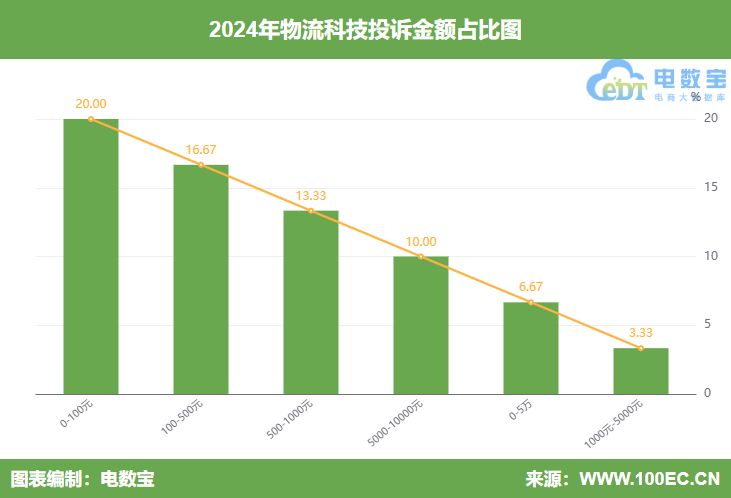 2024年物流科技投诉金额占比图
eDT 电数宝
电商大%据库
20.00
16.67
13.33
10.00
6.67
3.33
20
15
10
5
0
0-100元
100-500元
500-1000元
5000-10000元
0-5万
1000元-5000元
图表编制：电数宝
来源：WWW.100EC.CN